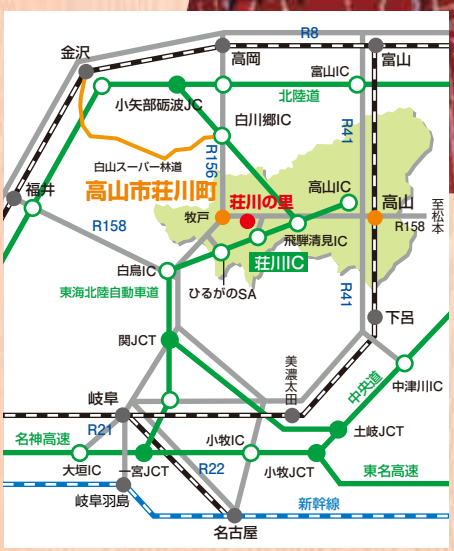 R8
金沢
高岡
富山
富山IC
小矢部砺波JC
北陸道
白川郷IC
R41
R156
白山スーパー林道
福井
高山市荘川町
荘川の里
高山IC
高山
牧戸
R158
R158
至松本
飛騨清見IC
荘川IC
白鳥IC
ひるがのSA
東海北陸自動車道
R41
下呂
関JCT
美濃太田
中央道
中津川IC
岐阜
R21
土岐JCT
名神高速
小牧IC
大垣IC
一宮JCT
R22
小牧JCT
東名高速
岐阜羽島
新幹線
名古屋